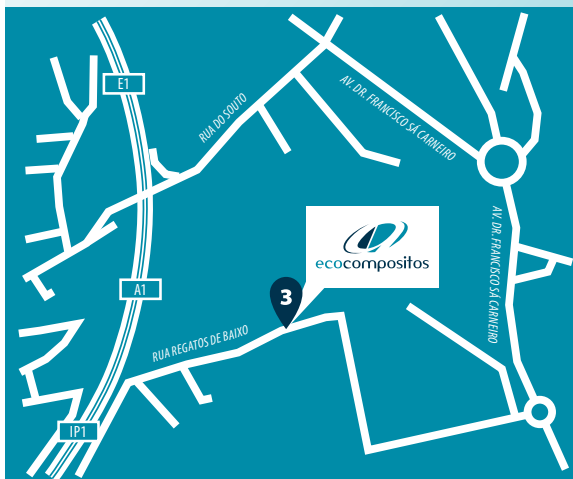 E1
RUA DO SOUTO
AV. DR. FRANCISCO SÁ CARNEIRO
AV. DR. FRANCISCO SÁ CARNEIRO
ecocompositos
A1
3
RUA REGATOS DE BAIXO
IP1